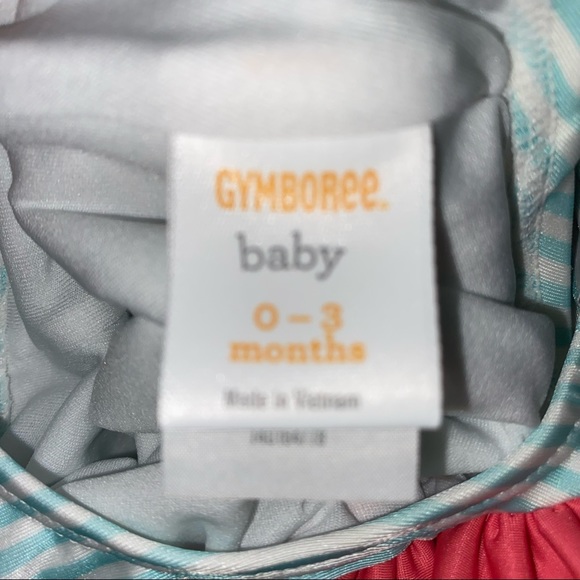 GYMBOREE.
baby
0 – 3
months
Made in Vietnam